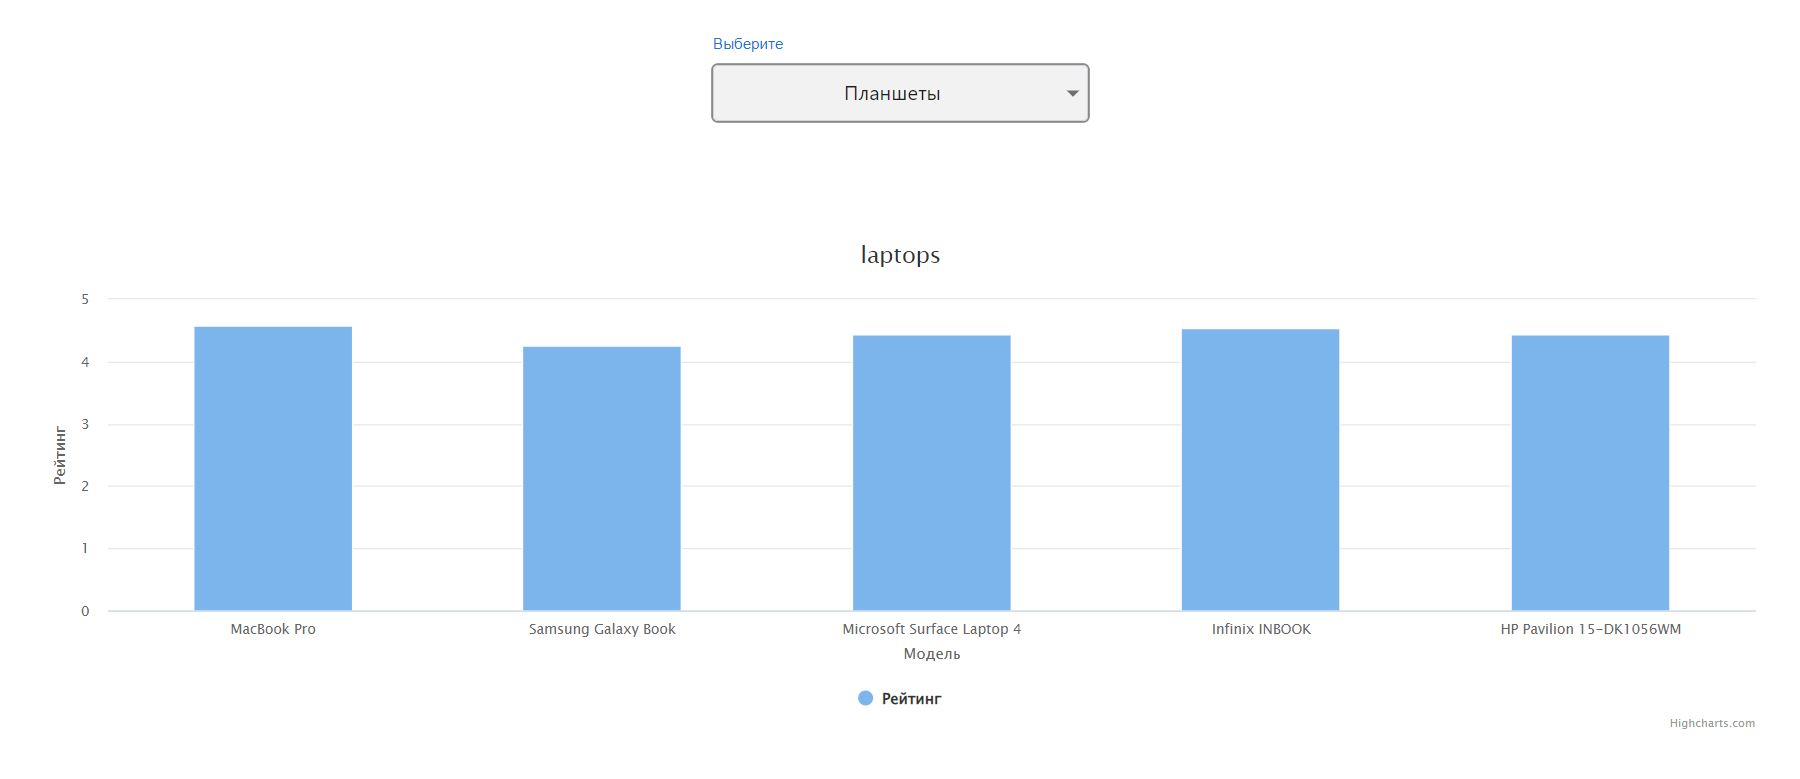 Выберите
Планшеты
laptops
5
4
3
2
1
0
Рейтинг
MacBook Pro
Samsung Galaxy Book
Microsoft Surface Laptop 4
Infinix INBOOK
HP Pavilion 15-DK1056WM
Модель
Рейтинг
Highcharts.com